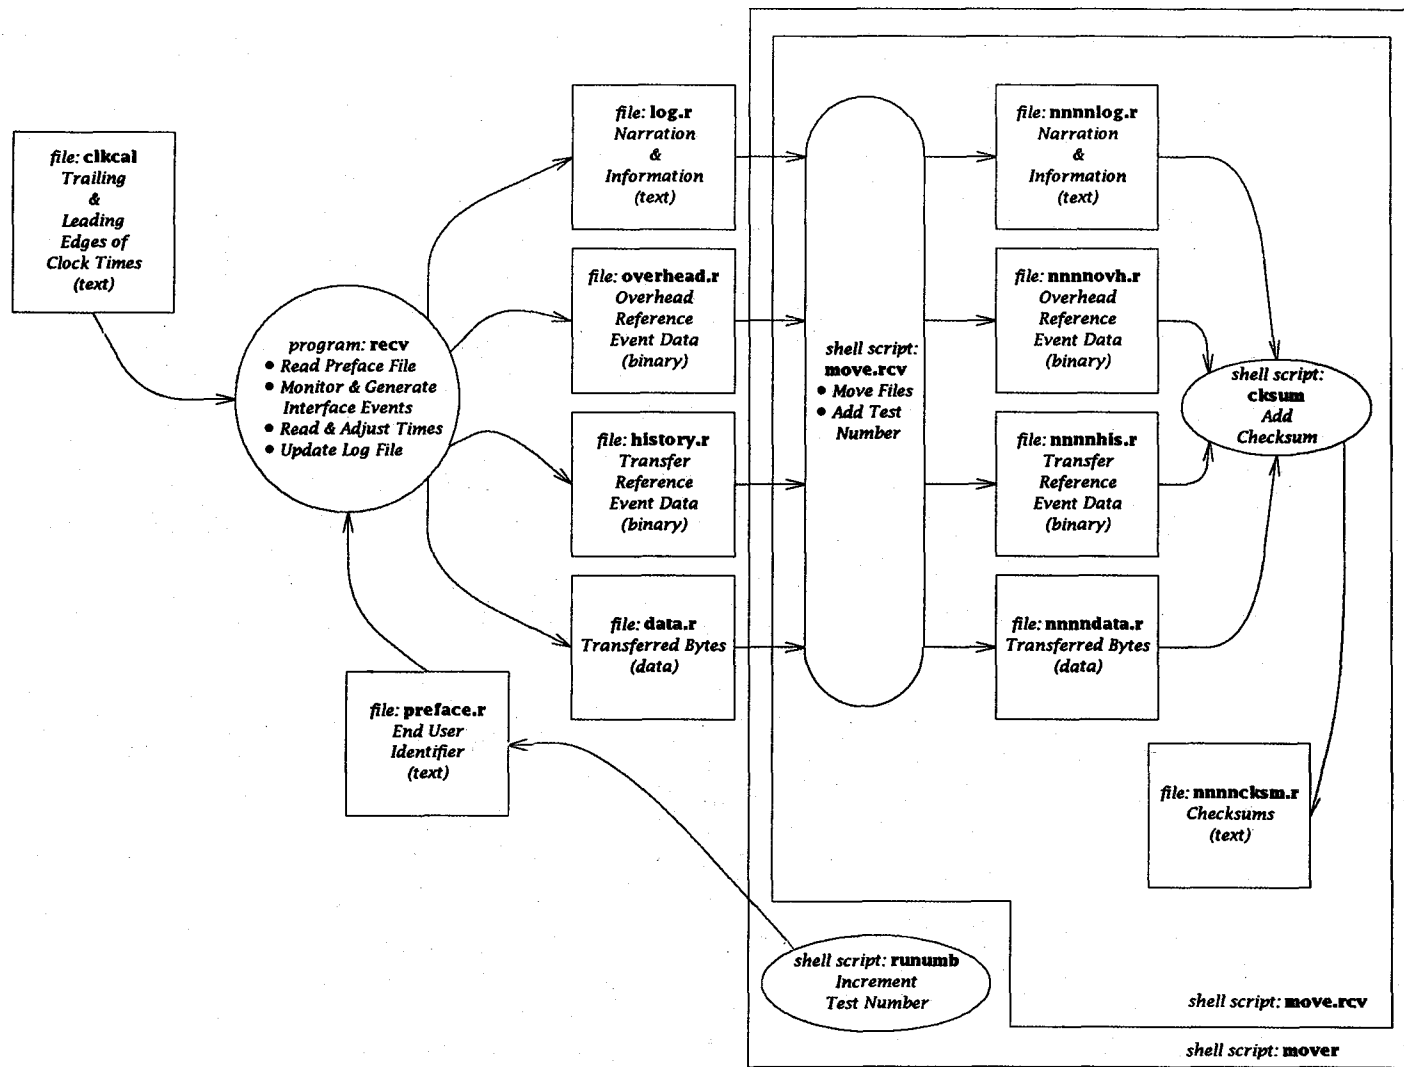 file: clkcal
Trailing
&
Leading
Edges of
Clock Times
(text)
program: recv
• Read Preface File
• Monitor & Generate
Interface Events
• Read & Adjust Times
• Update Log File
file: preface.r
End User
Identifier
(text)
file: log.r
Narration
&
Information
(text)
file: overhead.r
Overhead
Reference
Event Data
(binary)
file: history.r
Transfer
Reference
Event Data
(binary)
file: data.r
Transferred Bytes
(data)
shell script:
move.rcv
• Move Files
• Add Test
Number
file: nnnnlog.r
Narration
&
Information
(text)
file: nnnnovh.r
Overhead
Reference
Event Data
(binary)
file: nnnnhis.r
Transfer
Reference
Event Data
(binary)
file: nnnndata.r
Transferred Bytes
(data)
shell script:
cksum
Add
Checksum
file: nnnncksm.r
Checksums
(text)
shell script: runumb
Increment
Test Number
shell script: move.rcv
shell script: mover